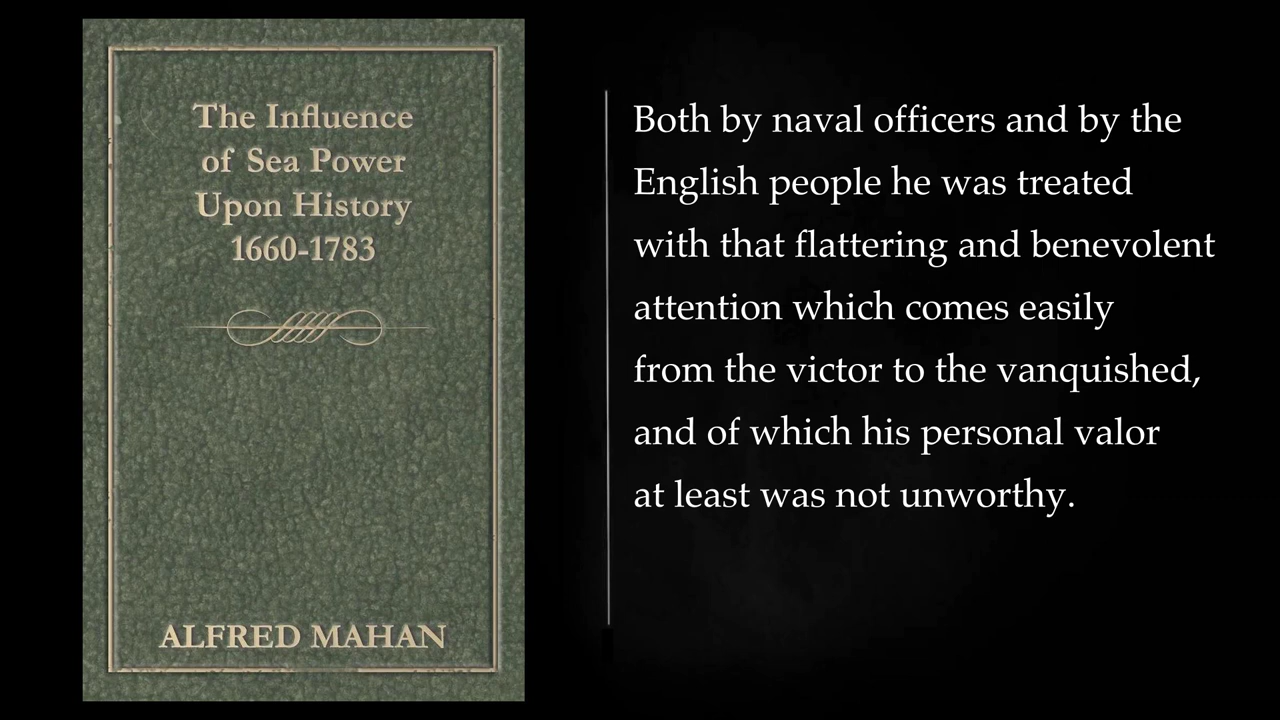 The Influence
of Sea Power
Upon History
1660-1783
ALFRED MAHAN
Both by naval officers and by the
English people he was treated
with that flattering and benevolent
attention which comes easily
from the victor to the vanquished,
and of which his personal valor
at least was not unworthy.